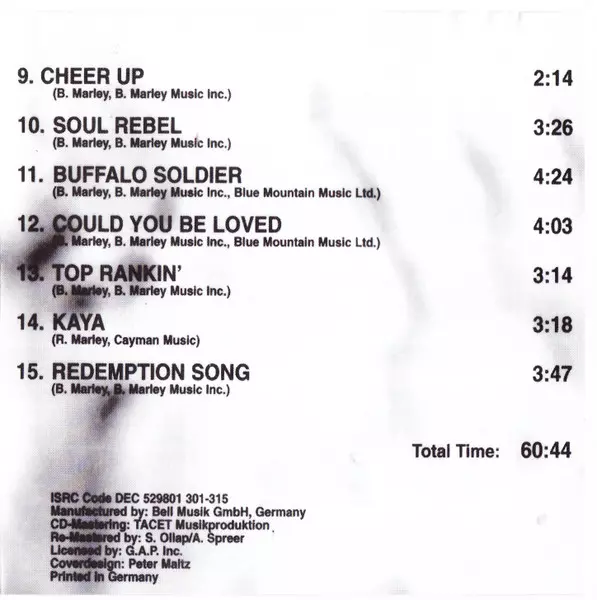 9. CHEER UP 2:14
(B. Marley, B. Marley Music Inc.)
10. SOUL REBEL 3:26
(B. Marley, B. Marley Music Inc.)
11. BUFFALO SOLDIER 4:24
(B. Marley, B. Marley Music Inc., Blue Mountain Music Ltd.)
12. COULD YOU BE LOVED 4:03
(B. Marley, B. Marley Music Inc., Blue Mountain Music Ltd.)
13. TOP RANKIN' 3:14
(B. Marley, B. Marley Music Inc.)
14. KAYA 3:18
(R. Marley, Cayman Music)
15. REDEMPTION SONG 3:47
(B. Marley, B. Marley Music Inc.)
Total Time: 60:44
ISRC Code DEC 529801 301-315
Manufactured by: Bell Musik GmbH, Germany
CD-Mastering: TACET Musikproduktion
Re-Mastered by: S. Ollap/A. Spreer
Licensed by: G.A.P. Inc.
Coverdesign: Peter Maltz
Printed in Germany